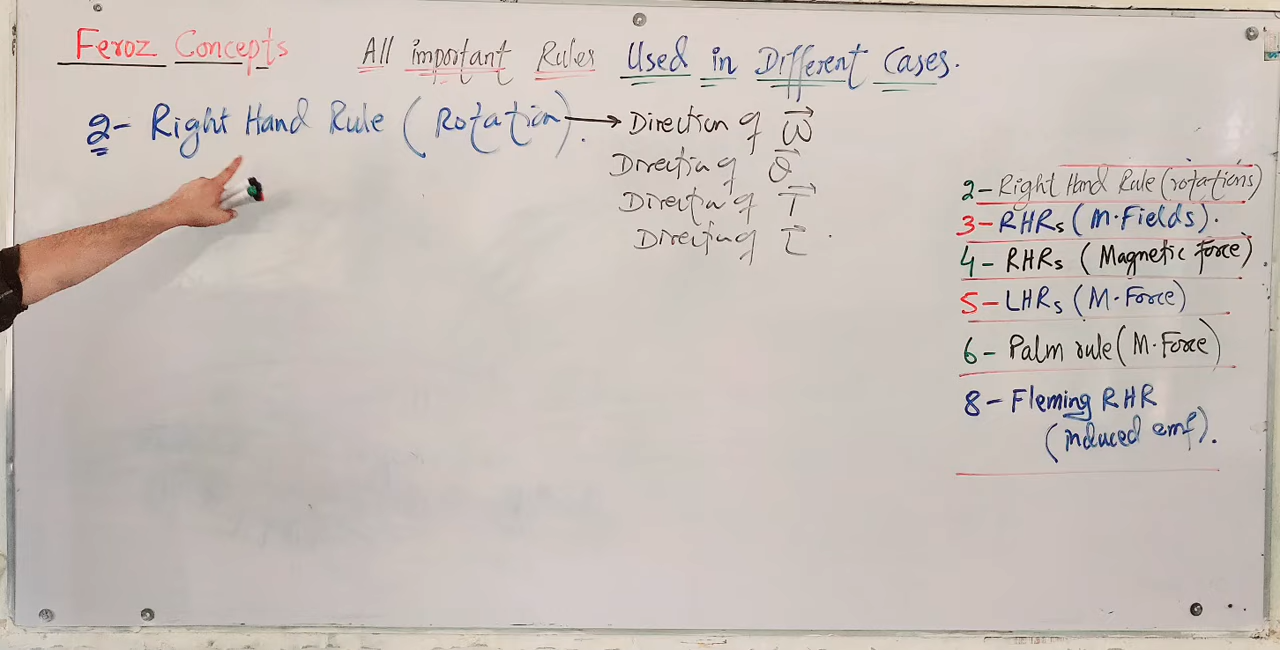 Feroz Concepts All important Rules Used in Different Cases.
2- Right Hand Rule (Rotation). → Direction of ω⃗
Directing of θ⃗
Direction of T⃗
Directing of L⃗ .
2- Right Hand Rule (rotations)
3- RHRs (M.Fields).
4- RHRs (Magnetic Force).
5- LHRs (M.Force)
6- Palm rule (M.Force)
8- Fleming RHR
(induced emf).